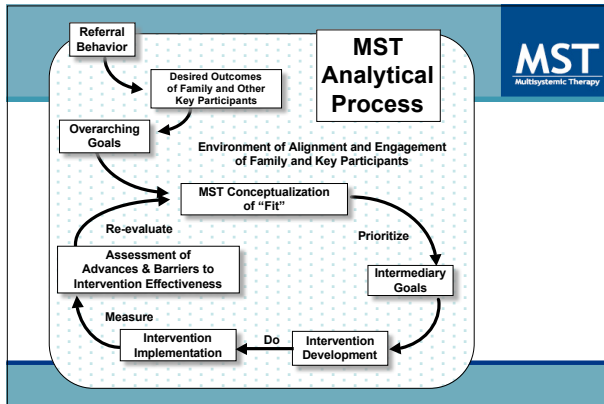 Referral
Behavior
MST
Analytical
Process
MST
Multisystemic Therapy
Desired Outcomes
of Family and Other
Key Participants
Overarching
Goals
Environment of Alignment and Engagement
of Family and Key Participants
MST Conceptualization
of “Fit”
Re-evaluate
Prioritize
Assessment of
Advances & Barriers to
Intervention Effectiveness
Intermediary
Goals
Measure
Do
Intervention
Implementation
Intervention
Development